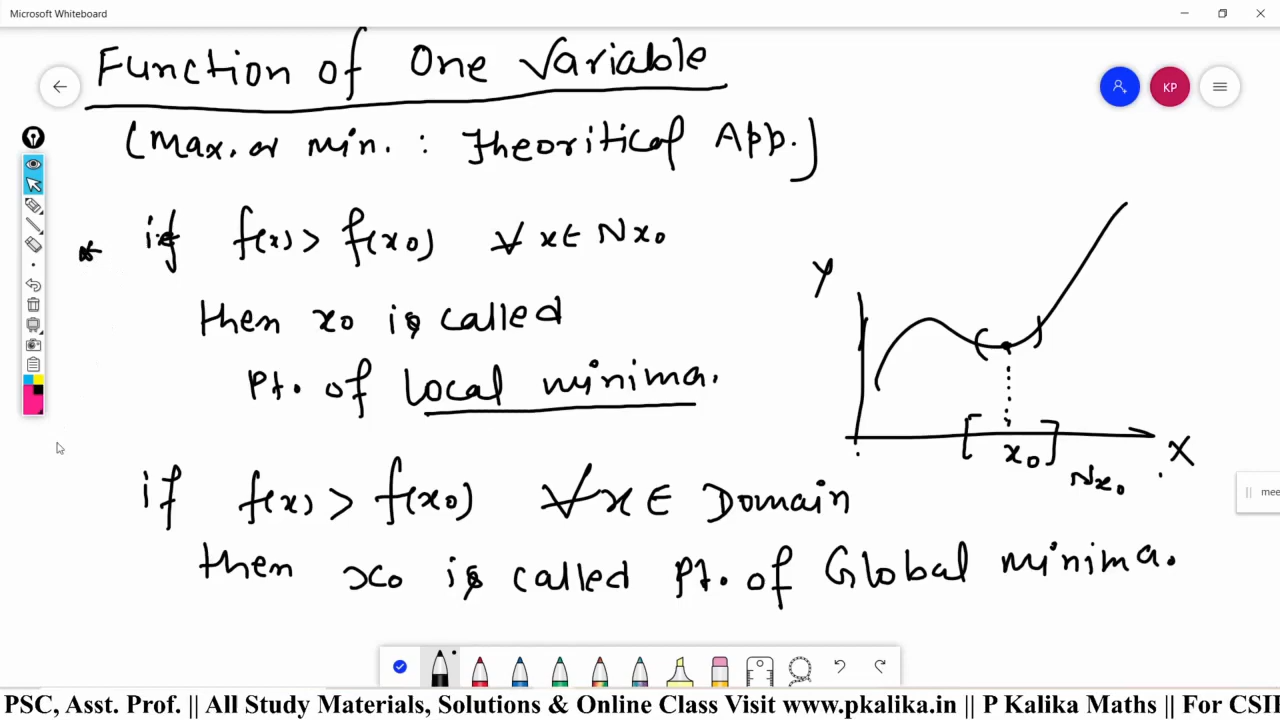 Microsoft Whiteboard
Function of One Variable
(Max. or min. : Theoritical App.)
KP
* if f(x) > f(x0) ∀ x ∈ Nx0
then x0 is called
Pt. of local minima.
Y
x0
X
Nx0
if f(x) > f(x0) ∀ x ∈ Domain
then x0 is called Pt. of Global minima.
mee
PSC, Asst. Prof. || All Study Materials, Solutions & Online Class Visit www.pkalika.in || P Kalika Maths || For CSI